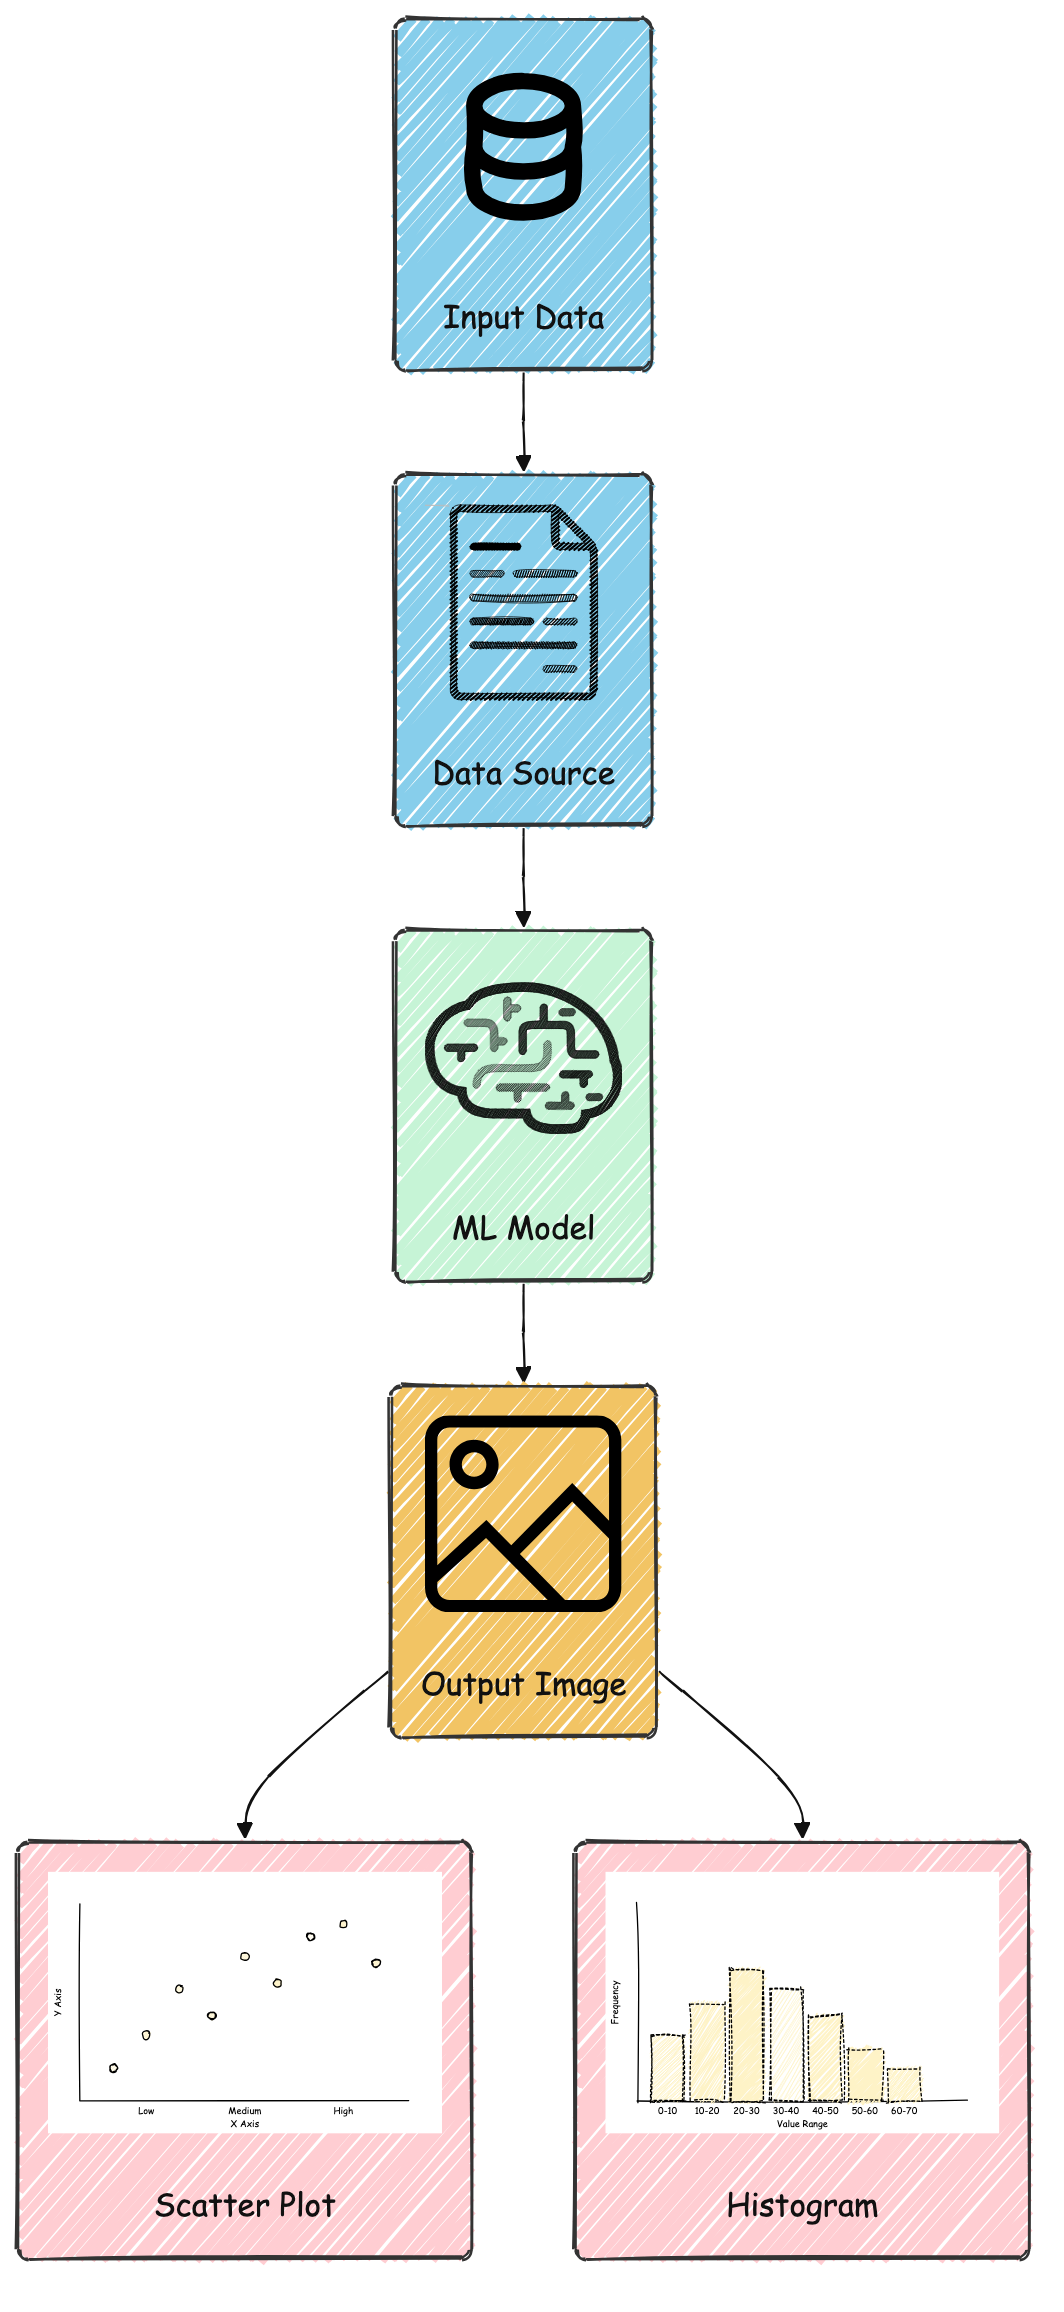 Input Data
Data Source
ML Model
Output Image
Y Axis
Low Medium High
X Axis
Scatter Plot
Frequency
0-10 10-20 20-30 30-40 40-50 50-60 60-70
Value Range
Histogram